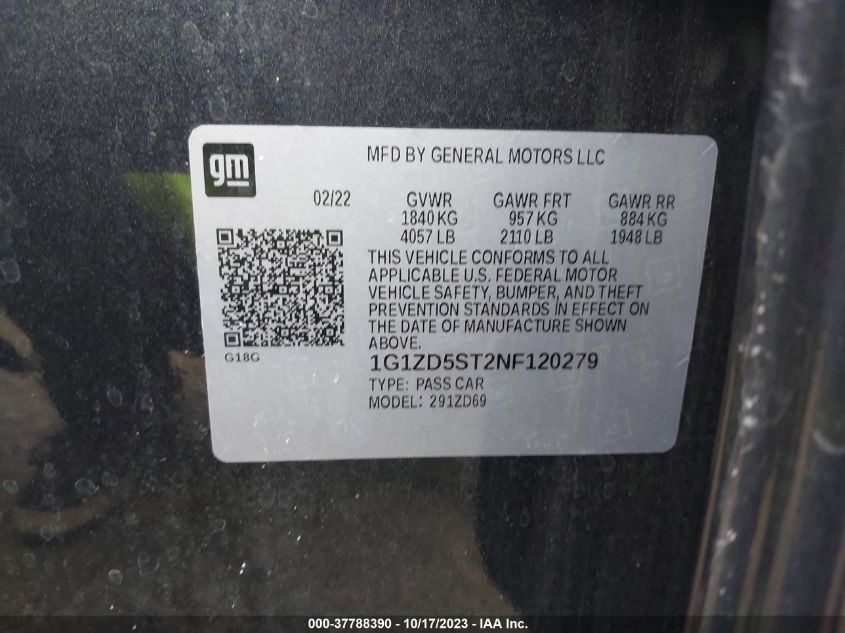 gm
MFD BY GENERAL MOTORS LLC
02/22 GVWR GAWR FRT GAWR RR
1840 KG 957 KG 884 KG
4057 LB 2110 LB 1948 LB
THIS VEHICLE CONFORMS TO ALL
APPLICABLE U.S. FEDERAL MOTOR
VEHICLE SAFETY, BUMPER, AND THEFT
PREVENTION STANDARDS IN EFFECT ON
THE DATE OF MANUFACTURE SHOWN
ABOVE.
G18G
1G1ZD5ST2NF120279
TYPE: PASS CAR
MODEL: 291ZD69
000-37788390 - 10/17/2023 - IAA Inc.